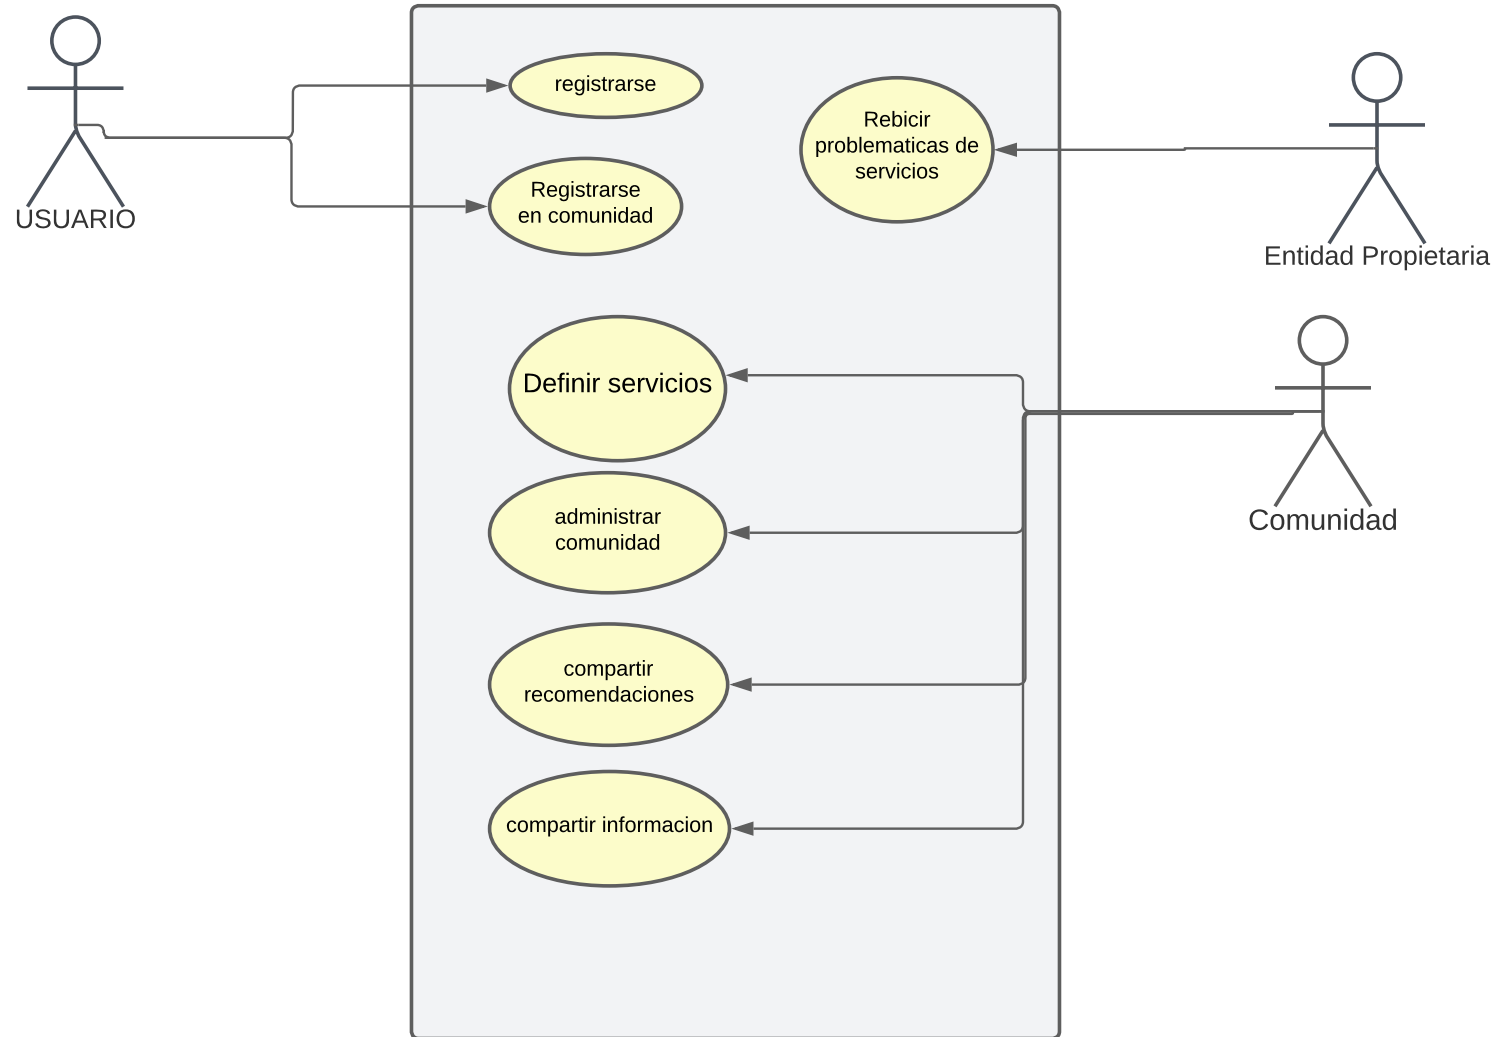 registrarse
Rebicir
problematicas de
servicios
Registrarse
en comunidad
USUARIO
Entidad Propietaria
Definir servicios
administrar
comunidad
Comunidad
compartir
recomendaciones
compartir informacion